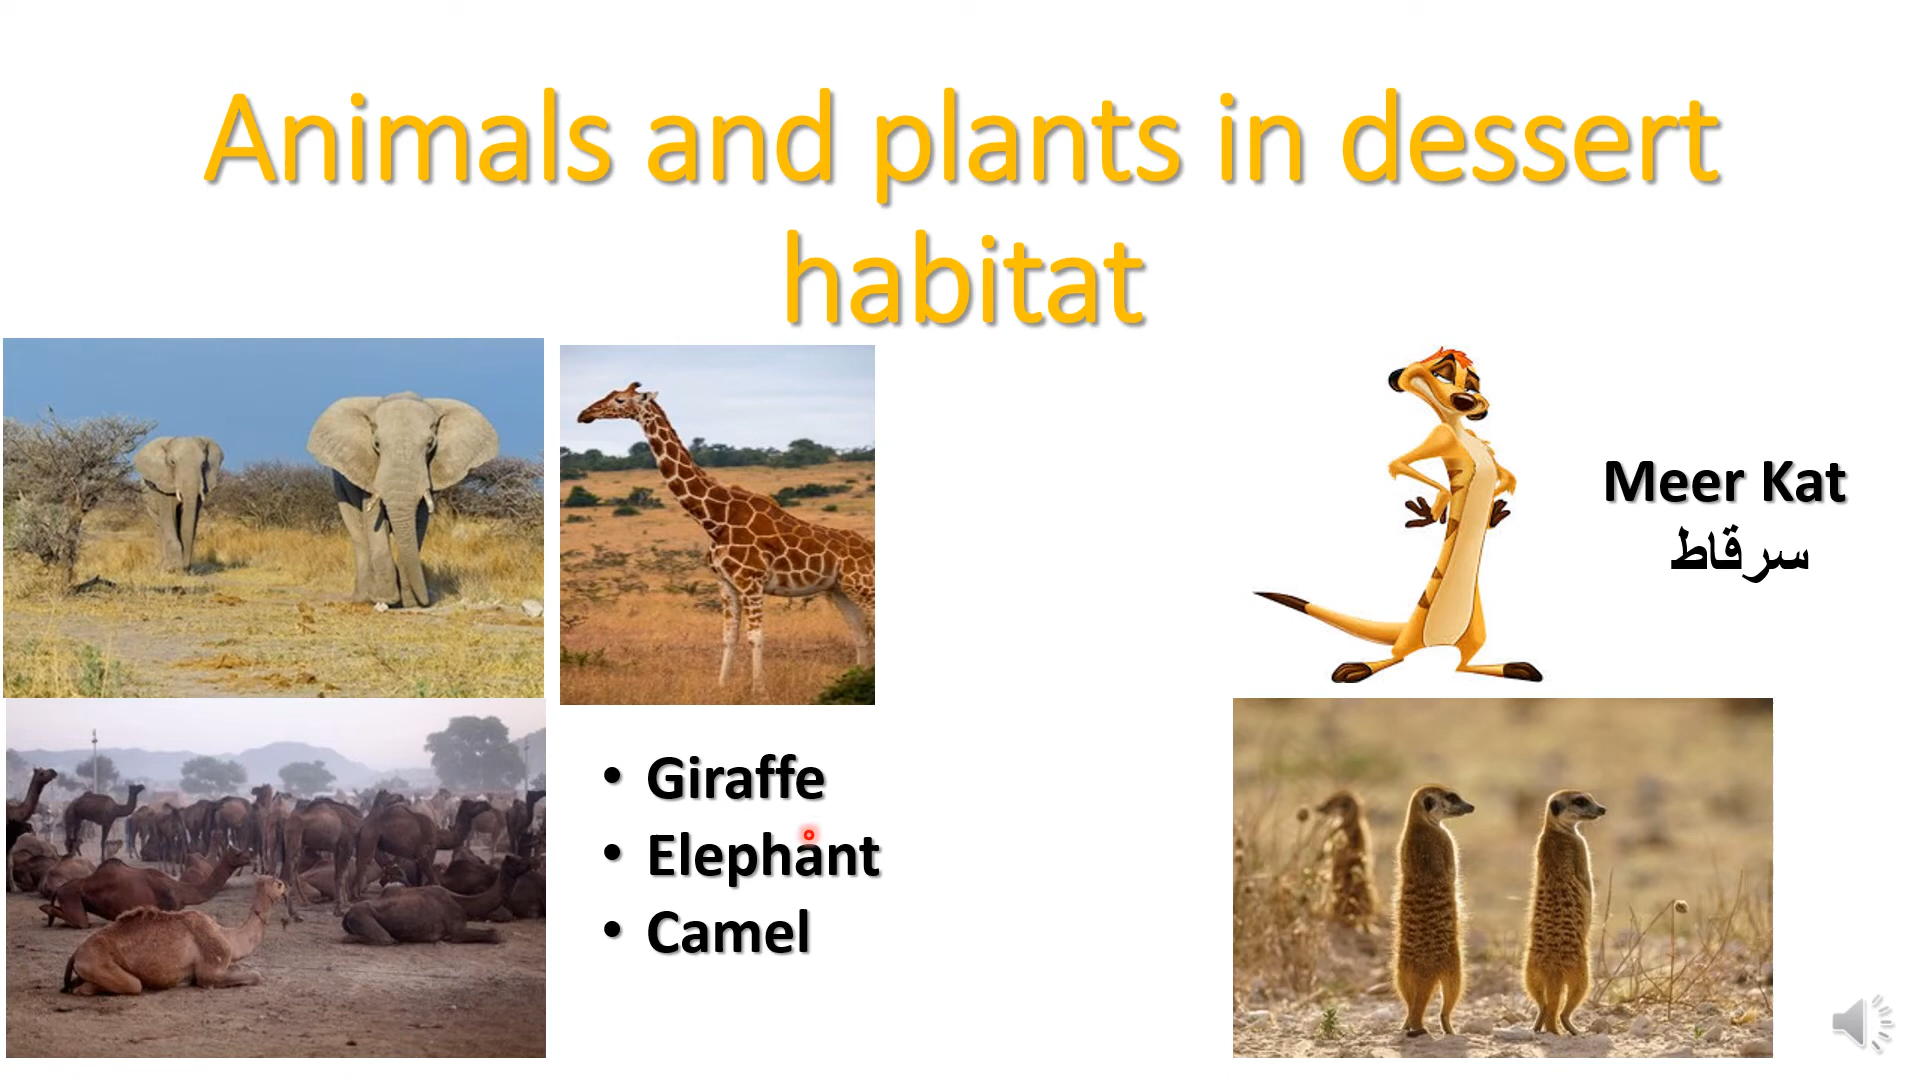 Animals and plants in dessert
habitat
Meer Kat
سرقاط
• Giraffe
• Elephant
• Camel